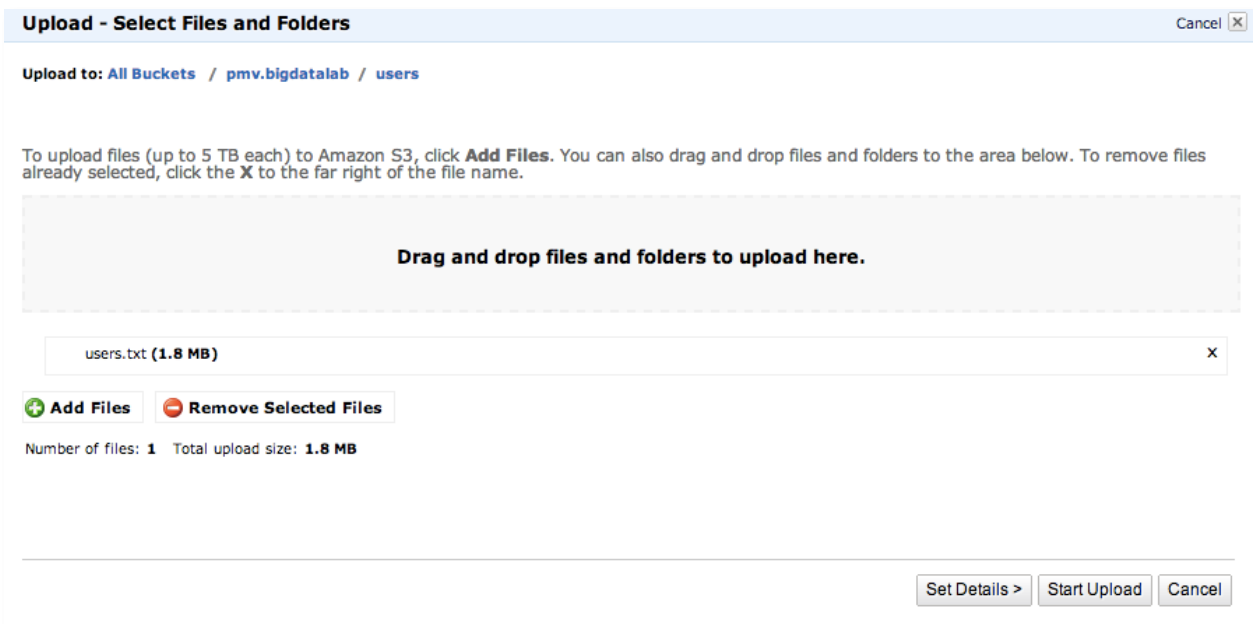 Upload - Select Files and Folders
Cancel X
Upload to: All Buckets / pmv.bigdatalab / users
To upload files (up to 5 TB each) to Amazon S3, click Add Files. You can also drag and drop files and folders to the area below. To remove files
already selected, click the X to the far right of the file name.
Drag and drop files and folders to upload here.
users.txt (1.8 MB) x
Add Files Remove Selected Files
Number of files: 1 Total upload size: 1.8 MB
Set Details > Start Upload Cancel